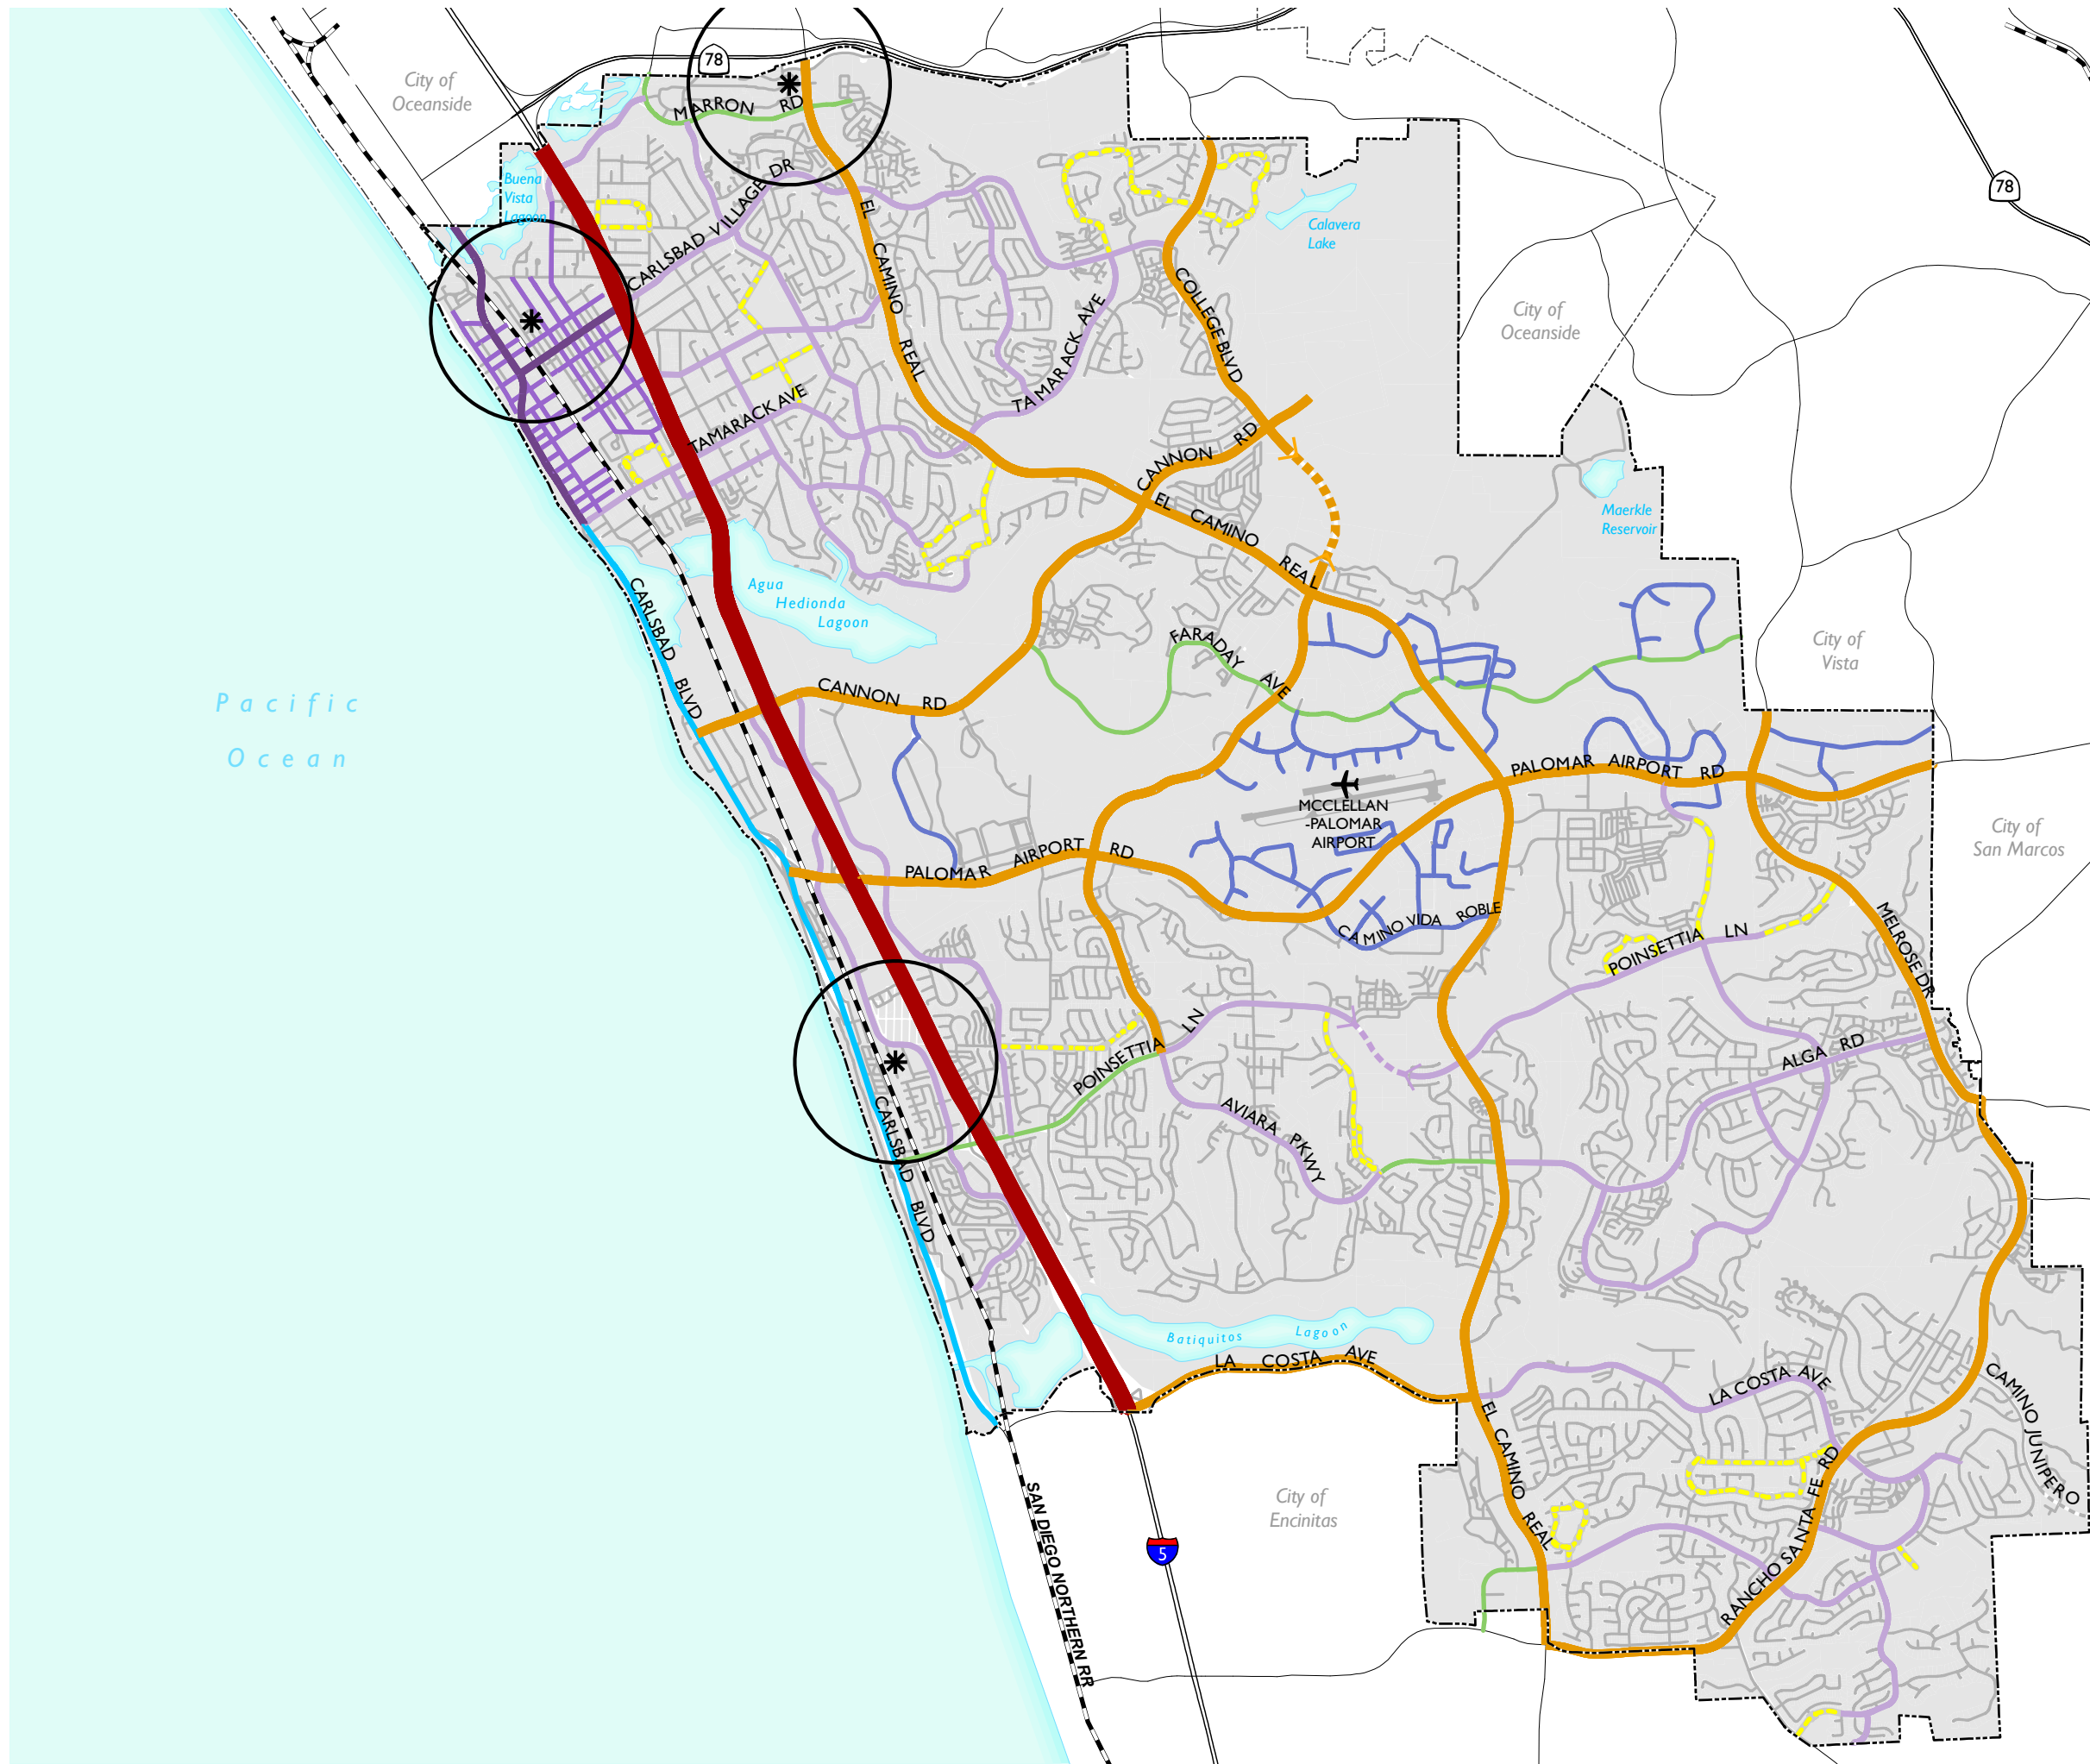 City of
Oceanside
78
MARRON RD
78
Buena
Vista
Lagoon
CARLSBAD VILLAGE DR
EL CAMINO REAL
Calavera
Lake
COLLEGE BLVD
TAMARACK AVE
City of
Oceanside
TAMARACK AVE
CANNON RD
EL CAMINO REAL
Maerkle
Reservoir
Agua
Hedionda
Lagoon
CARLSBAD BLVD
FARADAY AVE
City of
Vista
CANNON RD
Pacific
Ocean
PALOMAR AIRPORT RD
MCCLELLAN
-PALOMAR
AIRPORT
City of
San Marcos
PALOMAR AIRPORT RD
CAMINO VIDA ROBLE
POINSETTIA LN
MELROSE DR
POINSETTIA LN
ALGA RD
CARLSBAD BLVD
AVIARA PKWY
Batiquitos Lagoon
LA COSTA AVE
LA COSTA AVE
CAMINO JUNIPERO
EL CAMINO REAL
RANCHO SANTA FE RD
City of
Encinitas
SAN DIEGO NORTHERN RR
5